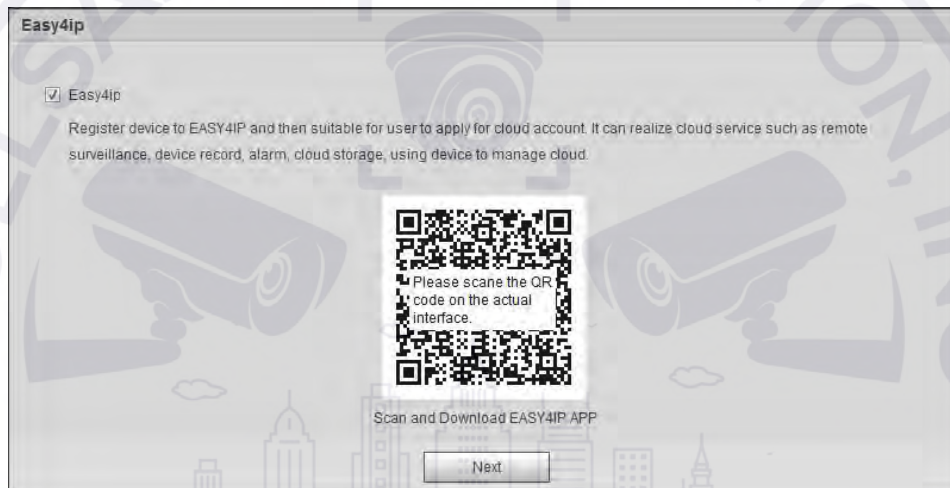 Easy4ip
Easy4ip
Register device to EASY4IP and then suitable for user to apply for cloud account. It can realize cloud service such as remote
surveillance, device record, alarm, cloud storage, using device to manage cloud.
Please scane the QR
code on the actual
interface.
Scan and Download EASY4IP APP
Next